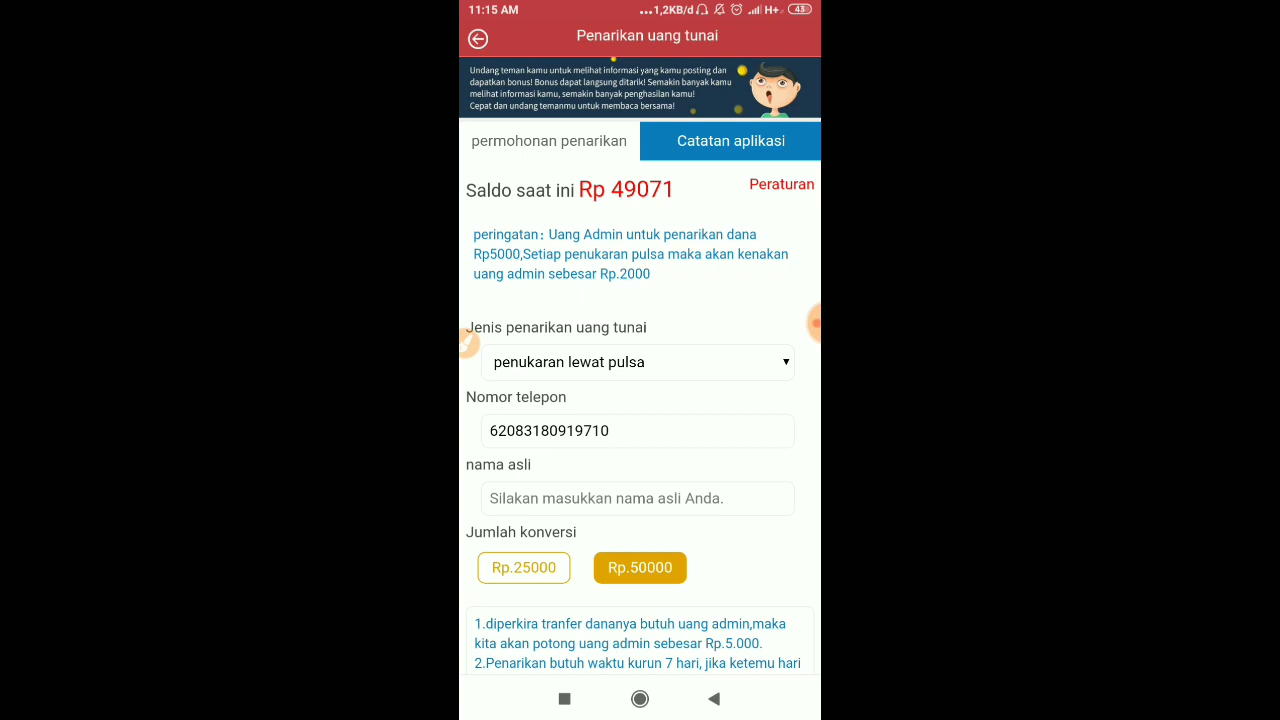 11:15 AM
...1,2KB/d
H+
43
Penarikan uang tunai
Undang teman kamu untuk melihat informasi yang kamu posting dan
dapatkan bonus! Bonus dapat langsung ditarik! Semakin banyak kamu
melihat informasi kamu, semakin banyak penghasilan kamu!
Cepat dan undang temanmu untuk membaca bersama!
permohonan penarikan
Catatan aplikasi
Saldo saat ini Rp 49071
Peraturan
peringatan：Uang Admin untuk penarikan dana
Rp5000,Setiap penukaran pulsa maka akan kenakan
uang admin sebesar Rp.2000
Jenis penarikan uang tunai
penukaran lewat pulsa
Nomor telepon
62083180919710
nama asli
Silakan masukkan nama asli Anda.
Jumlah konversi
Rp.25000
Rp.50000
1.diperkira tranfer dananya butuh uang admin,maka
kita akan potong uang admin sebesar Rp.5.000.
2.Penarikan butuh waktu kurun 7 hari, jika ketemu hari